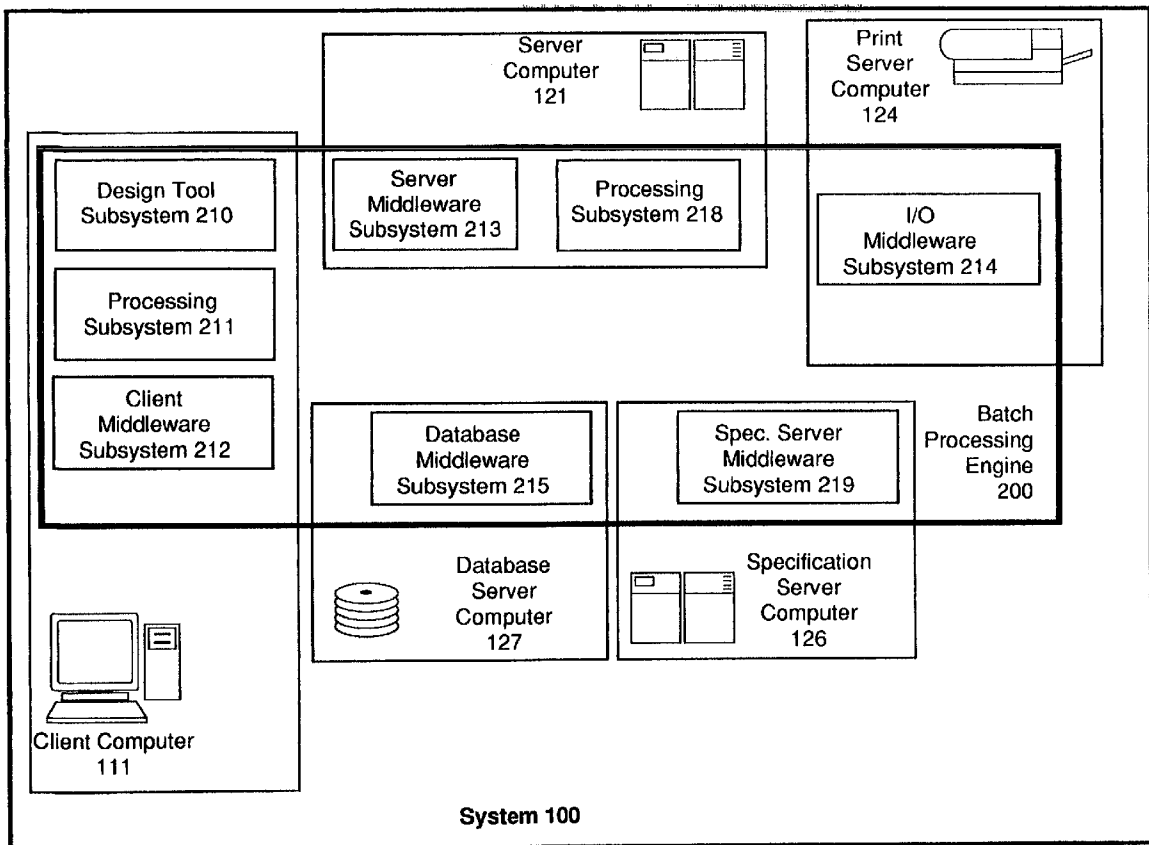 Server
Computer
121
Print
Server
Computer
124
Design Tool
Subsystem 210
Server
Middleware
Subsystem 213
Processing
Subsystem 218
I/O
Middleware
Subsystem 214
Processing
Subsystem 211
Client
Middleware
Subsystem 212
Database
Middleware
Subsystem 215
Spec. Server
Middleware
Subsystem 219
Batch
Processing
Engine
200
Database
Server
Computer
127
Specification
Server
Computer
126
Client Computer
111
System 100